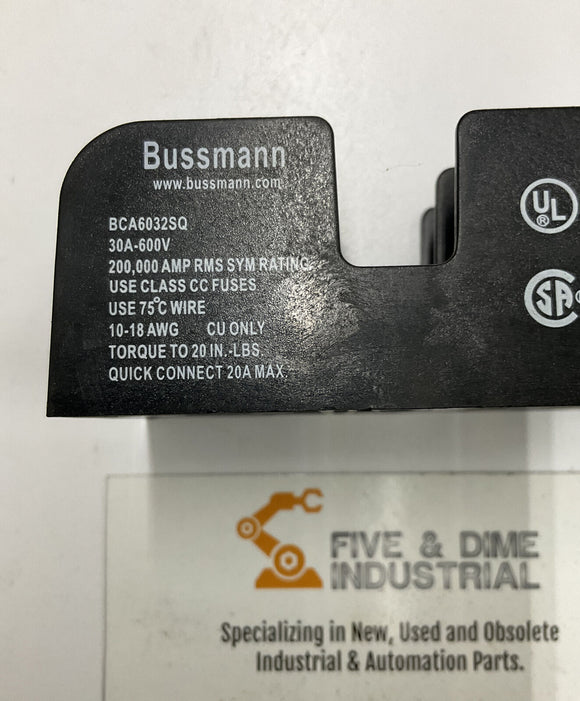 Bussmann
www.bussmann.com
BCA6032SQ
30A-600V
200,000 AMP RMS SYM RATING
USE CLASS CC FUSES
USE 75°C WIRE
10-18 AWG CU ONLY
TORQUE TO 20 IN.-LBS.
QUICK CONNECT 20A MAX.
UL
®
SA
FIVE & DIME
INDUSTRIAL
Specializing in New, Used and Obsolete
Industrial & Automation Parts.